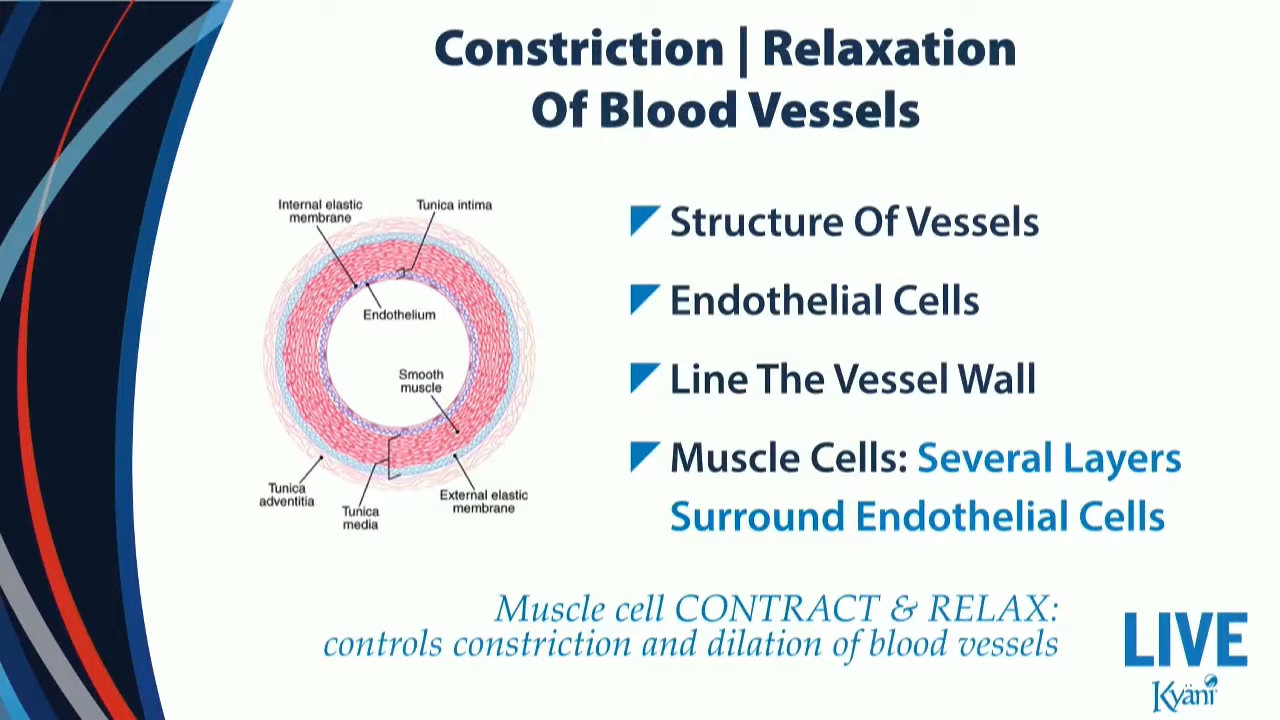 Constriction | Relaxation
Of Blood Vessels
Internal elastic
membrane
Tunica intima
Endothelium
Smooth
muscle
Tunica
adventitia
Tunica
media
External elastic
membrane
Structure Of Vessels
Endothelial Cells
Line The Vessel Wall
Muscle Cells: Several Layers
Surround Endothelial Cells
Muscle cell CONTRACT & RELAX:
controls constriction and dilation of blood vessels
LIVE
Kyäni